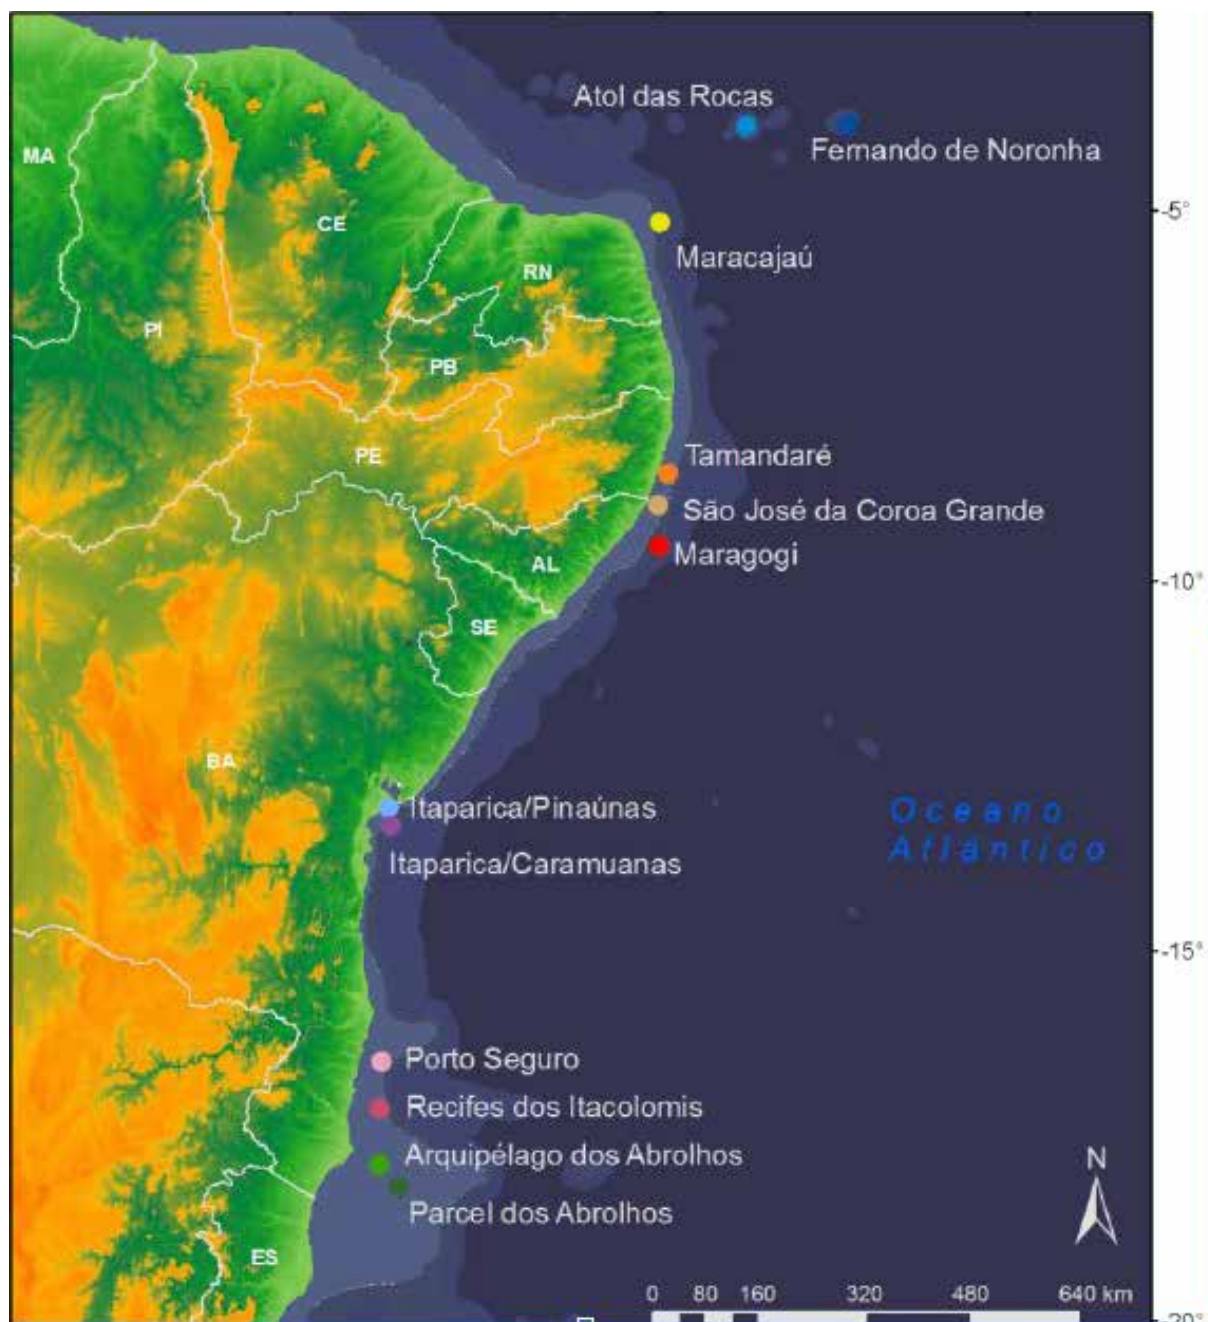 Atol das Rocas
Fernando de Noronha
MA
-5°
CE
Maracajaú
RN
PI
PB
Tamandaré
PE
São José da Coroa Grande
Maragogi
AL
-10°
SE
BA
Itaparica/Pinaúnas
Oceano
Atlântico
Itaparica/Caramuanas
-15°
Porto Seguro
Recifes dos Itacolomis
Arquipélago dos Abrolhos
N
Parcel dos Abrolhos
ES
0 80 160 320 480 640 km
-20°